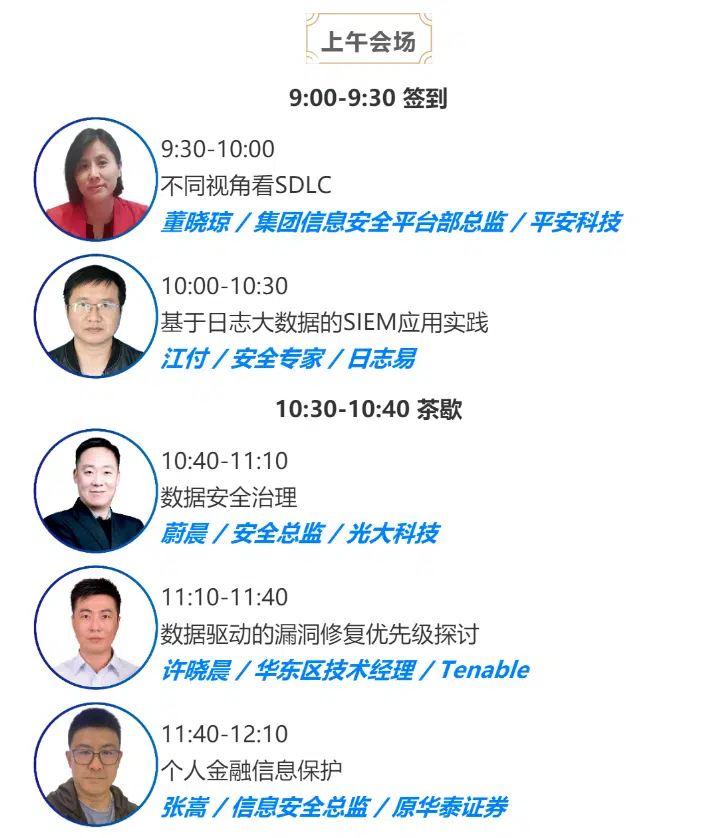 上午会场
9:00-9:30 签到
9:30-10:00
不同视角看SDLC
董晓琼 / 集团信息安全平台部总监 / 平安科技
10:00-10:30
基于日志大数据的SIEM应用实践
江付 / 安全专家 / 日志易
10:30-10:40 茶歇
10:40-11:10
数据安全治理
蔚晨 / 安全总监 / 光大科技
11:10-11:40
数据驱动的漏洞修复优先级探讨
许晓晨 / 华东区技术经理 / Tenable
11:40-12:10
个人金融信息保护
张嵩 / 信息安全总监 / 原华泰证券